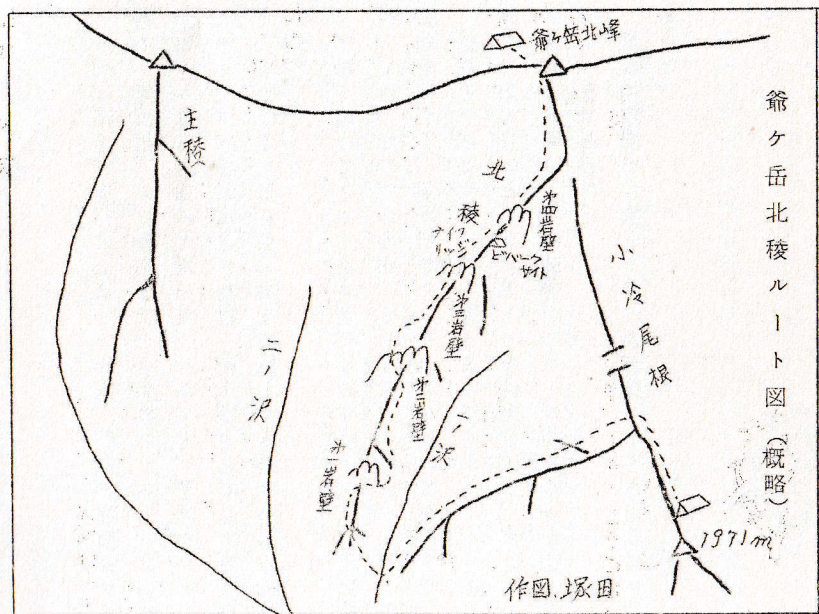 爺ケ岳北稜ルート図（概略）
爺ヶ岳北峰
主稜
北稜
第四岩壁
ビバークサイト
ナイフリッジ
第三岩壁
小冷尾根
第二岩壁
二ノ沢
一ノ沢
第一岩壁
1971m
作図.塚田